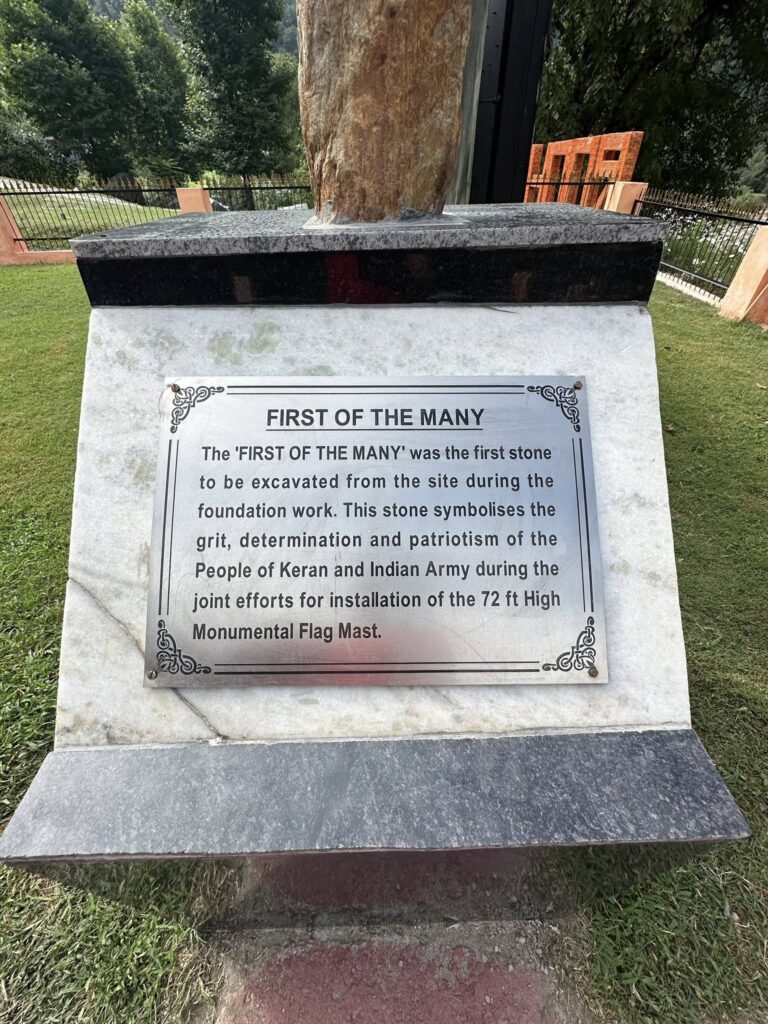 FIRST OF THE MANY
The 'FIRST OF THE MANY' was the first stone
to be excavated from the site during the
foundation work. This stone symbolises the
grit, determination and patriotism of the
People of Keran and Indian Army during the
joint efforts for installation of the 72 ft High
Monumental Flag Mast.